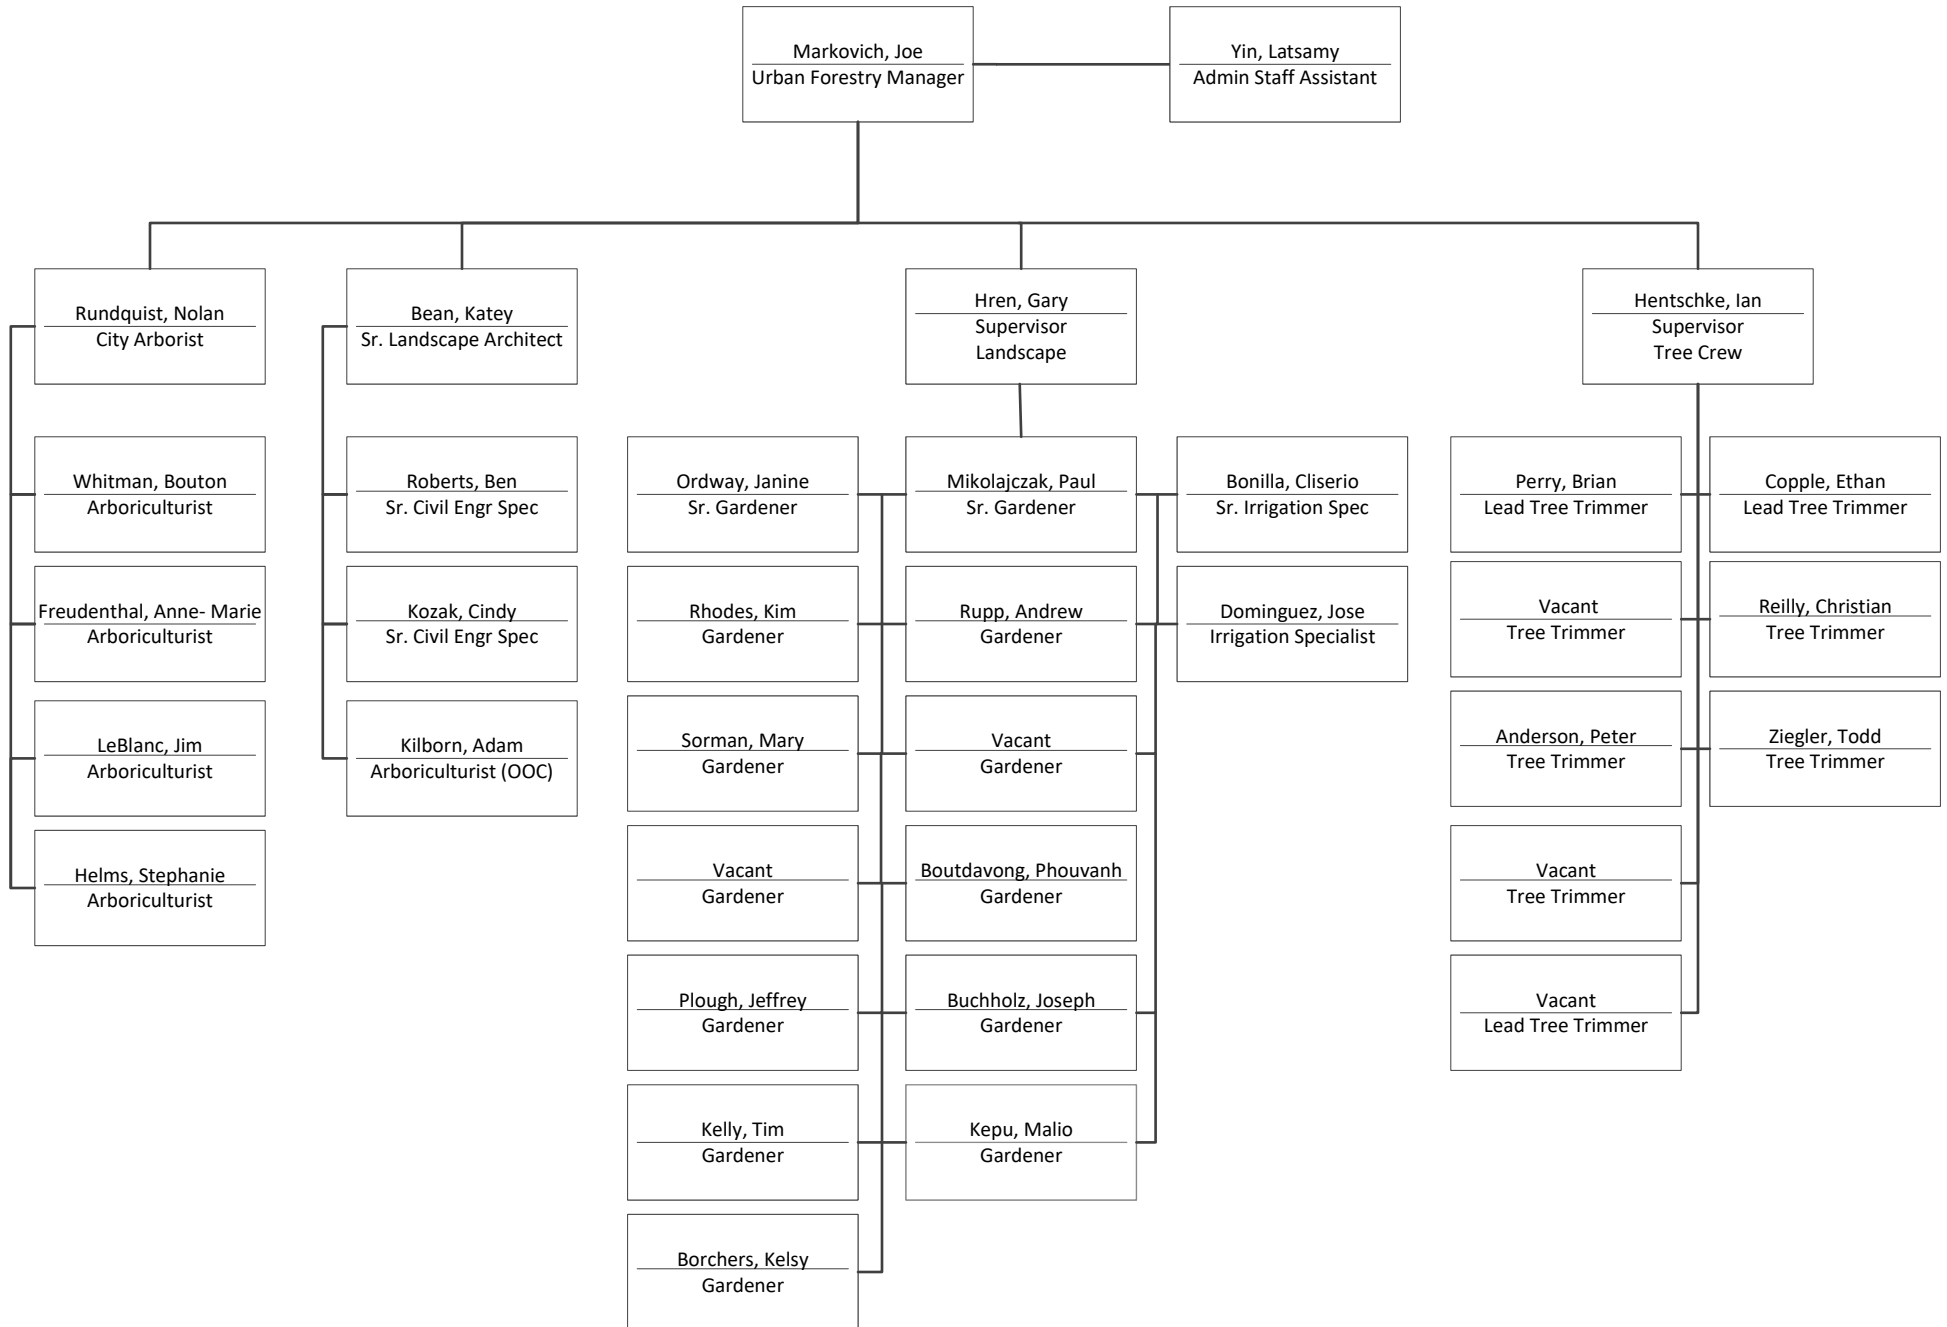 Markovich, Joe
Urban Forestry Manager
Yin, Latsamy
Admin Staff Assistant
Rundquist, Nolan
City Arborist
Bean, Katey
Sr. Landscape Architect
Hren, Gary
Supervisor
Landscape
Hentschke, Ian
Supervisor
Tree Crew
Whitman, Bouton
Arboriculturist
Roberts, Ben
Sr. Civil Engr Spec
Ordway, Janine
Sr. Gardener
Mikolajczak, Paul
Sr. Gardener
Bonilla, Cliserio
Sr. Irrigation Spec
Perry, Brian
Lead Tree Trimmer
Copple, Ethan
Lead Tree Trimmer
Freudenthal, Anne- Marie
Arboriculturist
Kozak, Cindy
Sr. Civil Engr Spec
Rhodes, Kim
Gardener
Rupp, Andrew
Gardener
Dominguez, Jose
Irrigation Specialist
Vacant
Tree Trimmer
Reilly, Christian
Tree Trimmer
LeBlanc, Jim
Arboriculturist
Kilborn, Adam
Arboriculturist (OOC)
Sorman, Mary
Gardener
Vacant
Gardener
Anderson, Peter
Tree Trimmer
Ziegler, Todd
Tree Trimmer
Helms, Stephanie
Arboriculturist
Vacant
Gardener
Boutdavong, Phouvanh
Gardener
Vacant
Tree Trimmer
Plough, Jeffrey
Gardener
Buchholz, Joseph
Gardener
Vacant
Lead Tree Trimmer
Kelly, Tim
Gardener
Kepu, Malio
Gardener
Borchers, Kelsy
Gardener